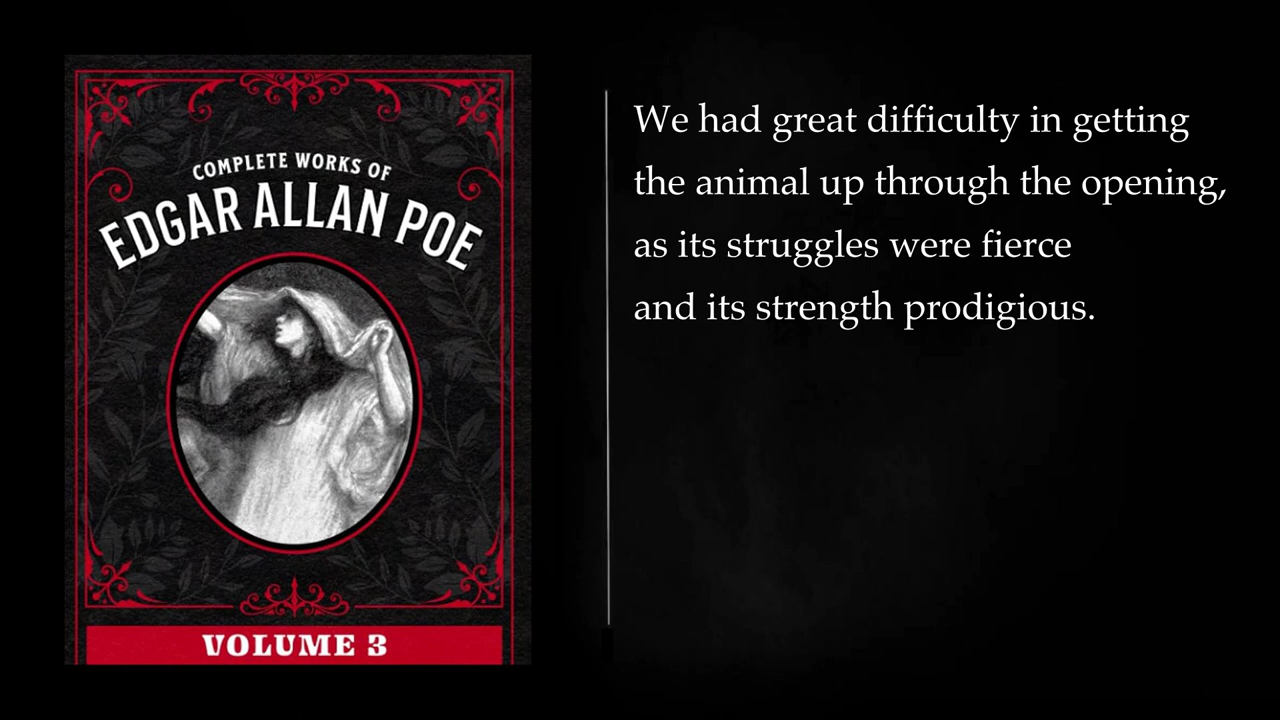 COMPLETE WORKS OF
EDGAR ALLAN POE
VOLUME 3
We had great difficulty in getting
the animal up through the opening,
as its struggles were fierce
and its strength prodigious.